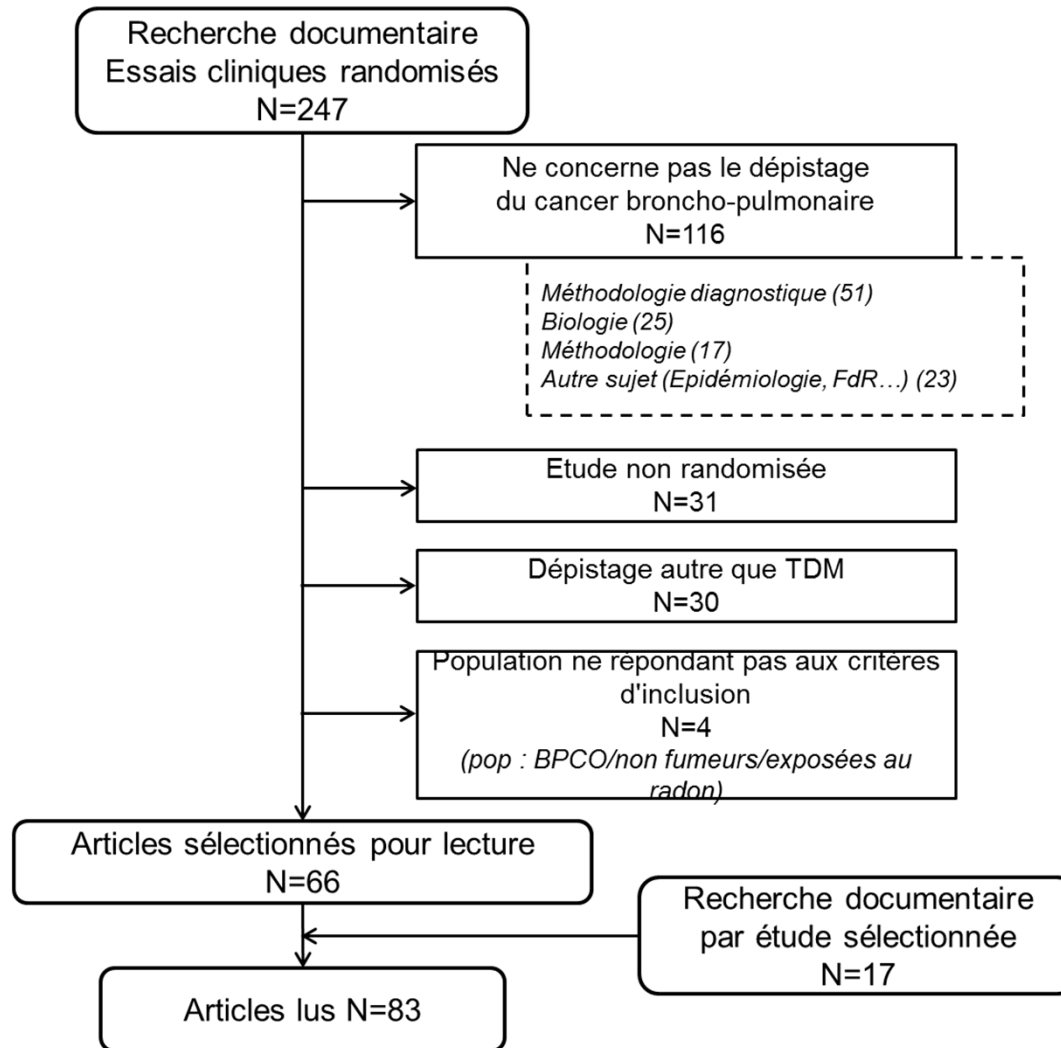 Recherche documentaire
Essais cliniques randomisés
N=247
Ne concerne pas le dépistage
du cancer broncho-pulmonaire
N=116
Méthodologie diagnostique (51)
Biologie (25)
Méthodologie (17)
Autre sujet (Epidémiologie, FdR…) (23)
Etude non randomisée
N=31
Dépistage autre que TDM
N=30
Population ne répondant pas aux critères
d'inclusion
N=4
(pop : BPCO/non fumeurs/exposées au
radon)
Articles sélectionnés pour lecture
N=66
Recherche documentaire
par étude sélectionnée
N=17
Articles lus N=83